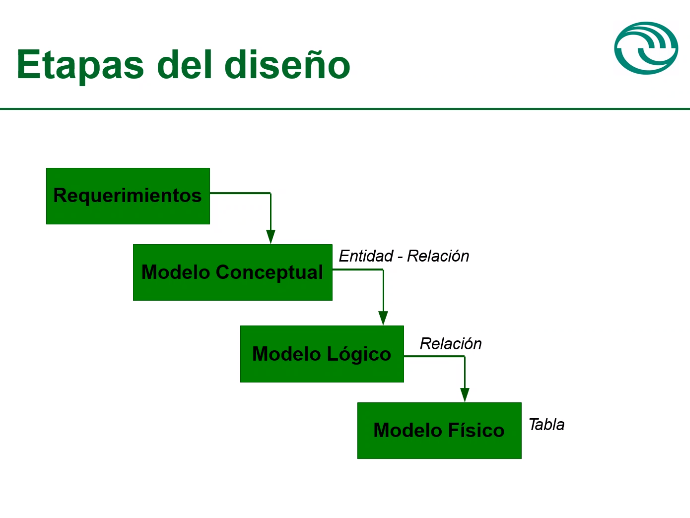 Etapas del diseño
Requerimientos
Modelo Conceptual
Entidad - Relación
Modelo Lógico
Relación
Modelo Físico
Tabla